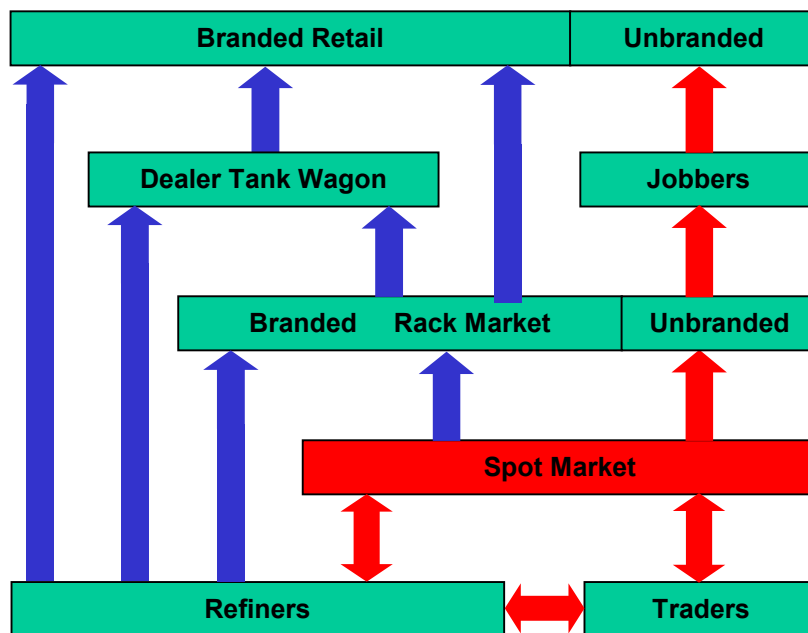 Branded Retail Unbranded
Dealer Tank Wagon Jobbers
Branded Rack Market Unbranded
Spot Market
Refiners Traders